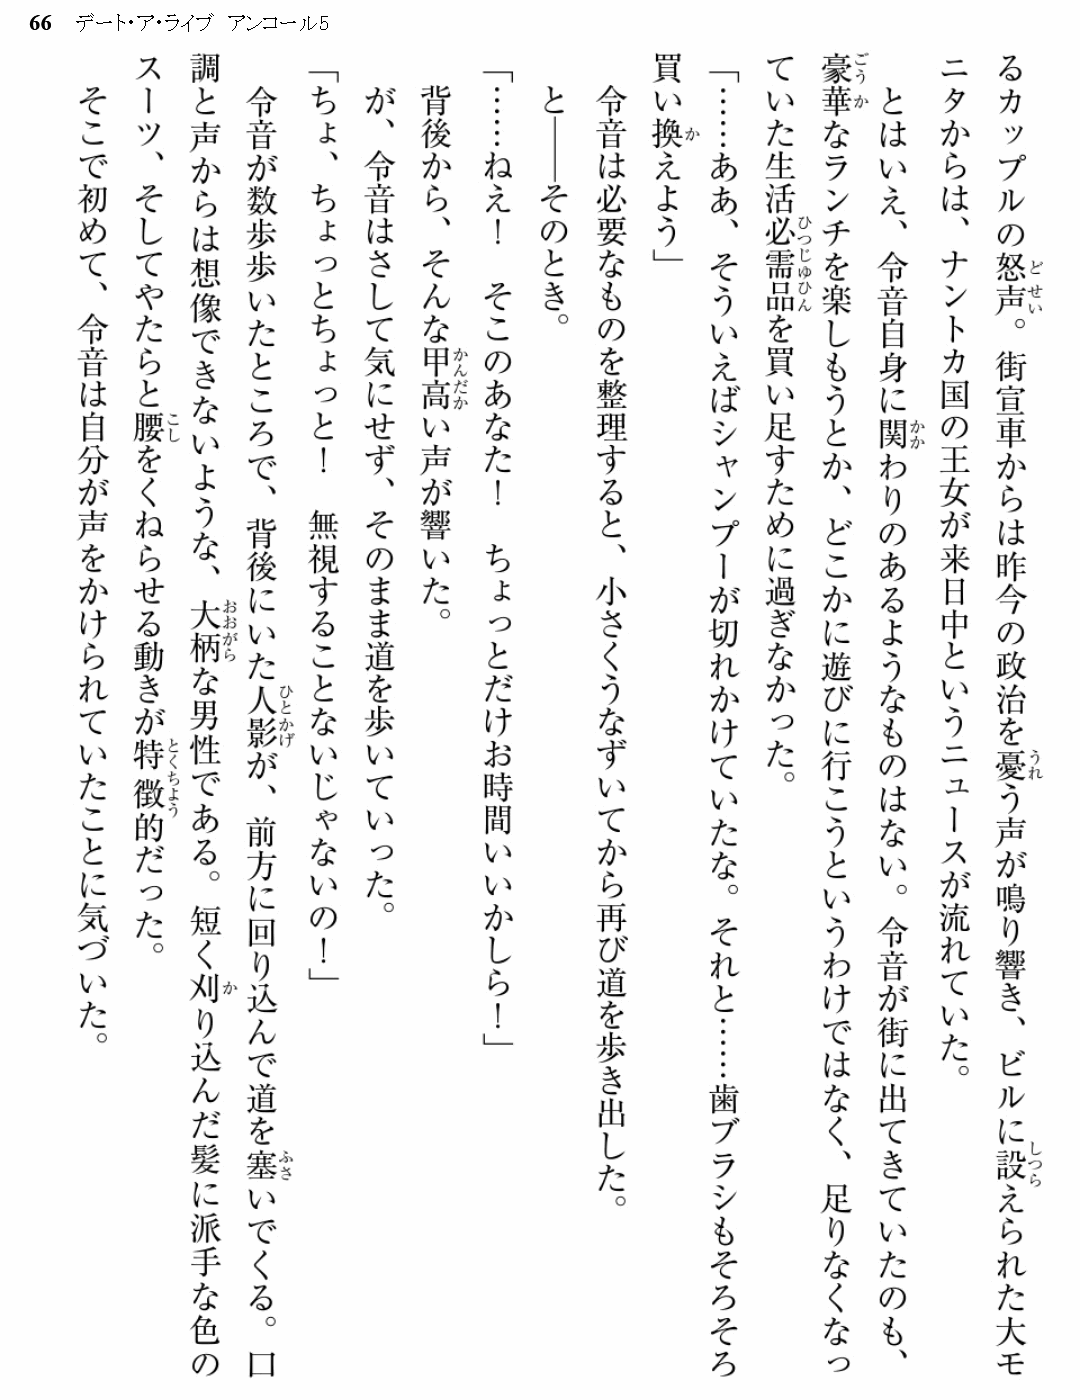 66 デート・ア・ライブ アンコール5
るカップルの怒声。街宣車からは昨今の政治を憂う声が鳴り響き、ビルに設えられた大モ
ニタからは、ナントカ国の王女が来日中というニュースが流れていた。
とはいえ、令音自身に関わりのあるようなものはない。令音が街に出てきていたのも、
豪華なランチを楽しもうとか、どこかに遊びに行こうというわけではなく、足りなくなっ
ていた生活必需品を買い足すために過ぎなかった。
「……ああ、そういえばシャンプーが切れかけていたな。それと……歯ブラシもそろそろ
買い換えよう」
令音は必要なものを整理すると、小さくうなずいてから再び道を歩き出した。
と――そのとき。
「……ねえ！　そこのあなた！　ちょっとだけお時間いいかしら！」
背後から、そんな甲高い声が響いた。
が、令音はさして気にせず、そのまま道を歩いていった。
「ちょ、ちょっとちょっと！　無視することないじゃないの！」
令音が数歩歩いたところで、背後にいた人影が、前方に回り込んで道を塞いでくる。口
調と声からは想像できないような、大柄な男性である。短く刈り込んだ髪に派手な色の
スーツ、そしてやたらと腰をくねらせる動きが特徴的だった。
そこで初めて、令音は自分が声をかけられていたことに気づいた。